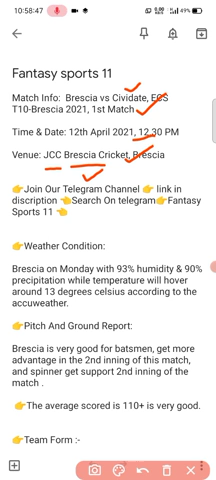 10:58:47
49%
Fantasy sports 11
Match Info:  Brescia vs Cividate, ECS
T10-Brescia 2021, 1st Match
Time & Date: 12th April 2021, 12.30 PM
Venue: JCC Brescia Cricket, Brescia
👉Join Our Telegram Channel 👉 link in
discription 👈Search On telegram👉Fantasy
Sports 11 👈
👉Weather Condition:
Brescia on Monday with 93% humidity & 90%
precipitation while temperature will hover
around 13 degrees celsius according to the
accuweather.
👉Pitch And Ground Report:
Brescia is very good for batsmen, get more
advantage in the 2nd inning of this match,
and spinner get support 2nd inning of the
match .
👉The average scored is 110+ is very good.
👉Team Form :-